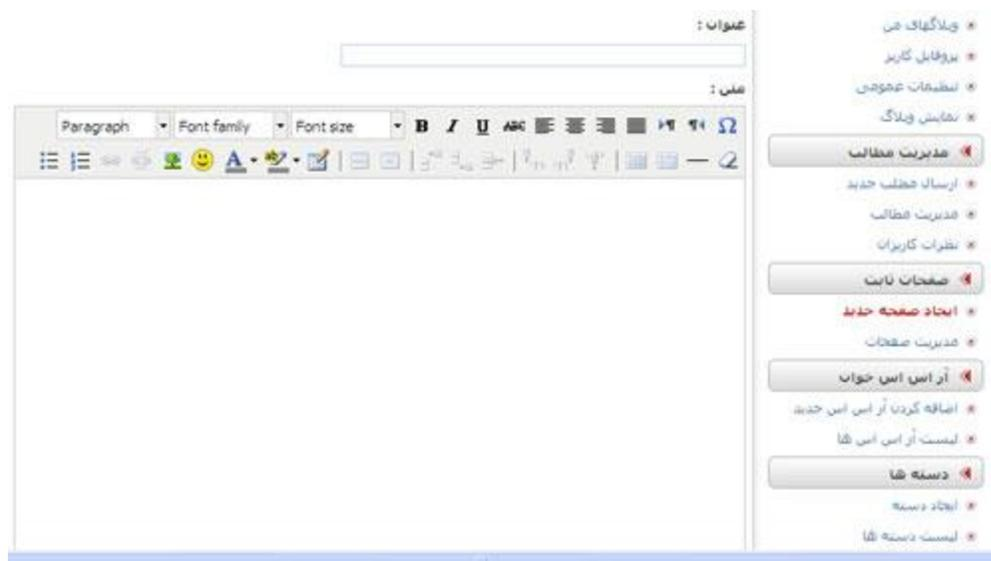 وبلاگهای من
پروفایل کاربر
تنظیمات عمومی
نمایش وبلاگ
مدیریت مطالب
ارسال مطلب جدید
مدیریت مطالب
نظرات کاربران
صفحات ثابت
ایجاد صفحه جدید
مدیریت صفحات
آر اس اس خوان
اضافه کردن آر اس اس جدید
لیست آر اس اس ها
دسته ها
ایجاد دسته
لیست دسته ها
عنوان :
متن :
Paragraph Font family Font size B I U ABC Ω
A ab